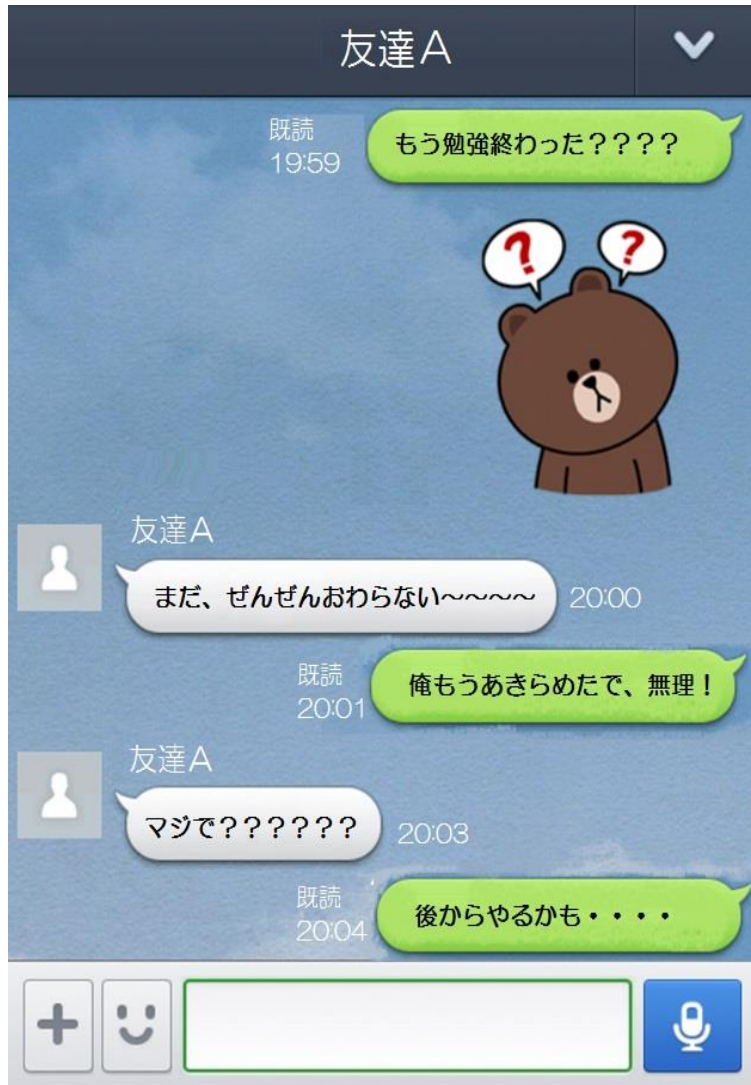 友達A
既読
19:59
もう勉強終わった????
? ?
友達A
まだ、ぜんぜんおわらない~~~~
20:00
既読
20:01
俺もうあきらめたで、無理!
友達A
マジで??????
20:03
既読
20:04
後からやるかも・・・・